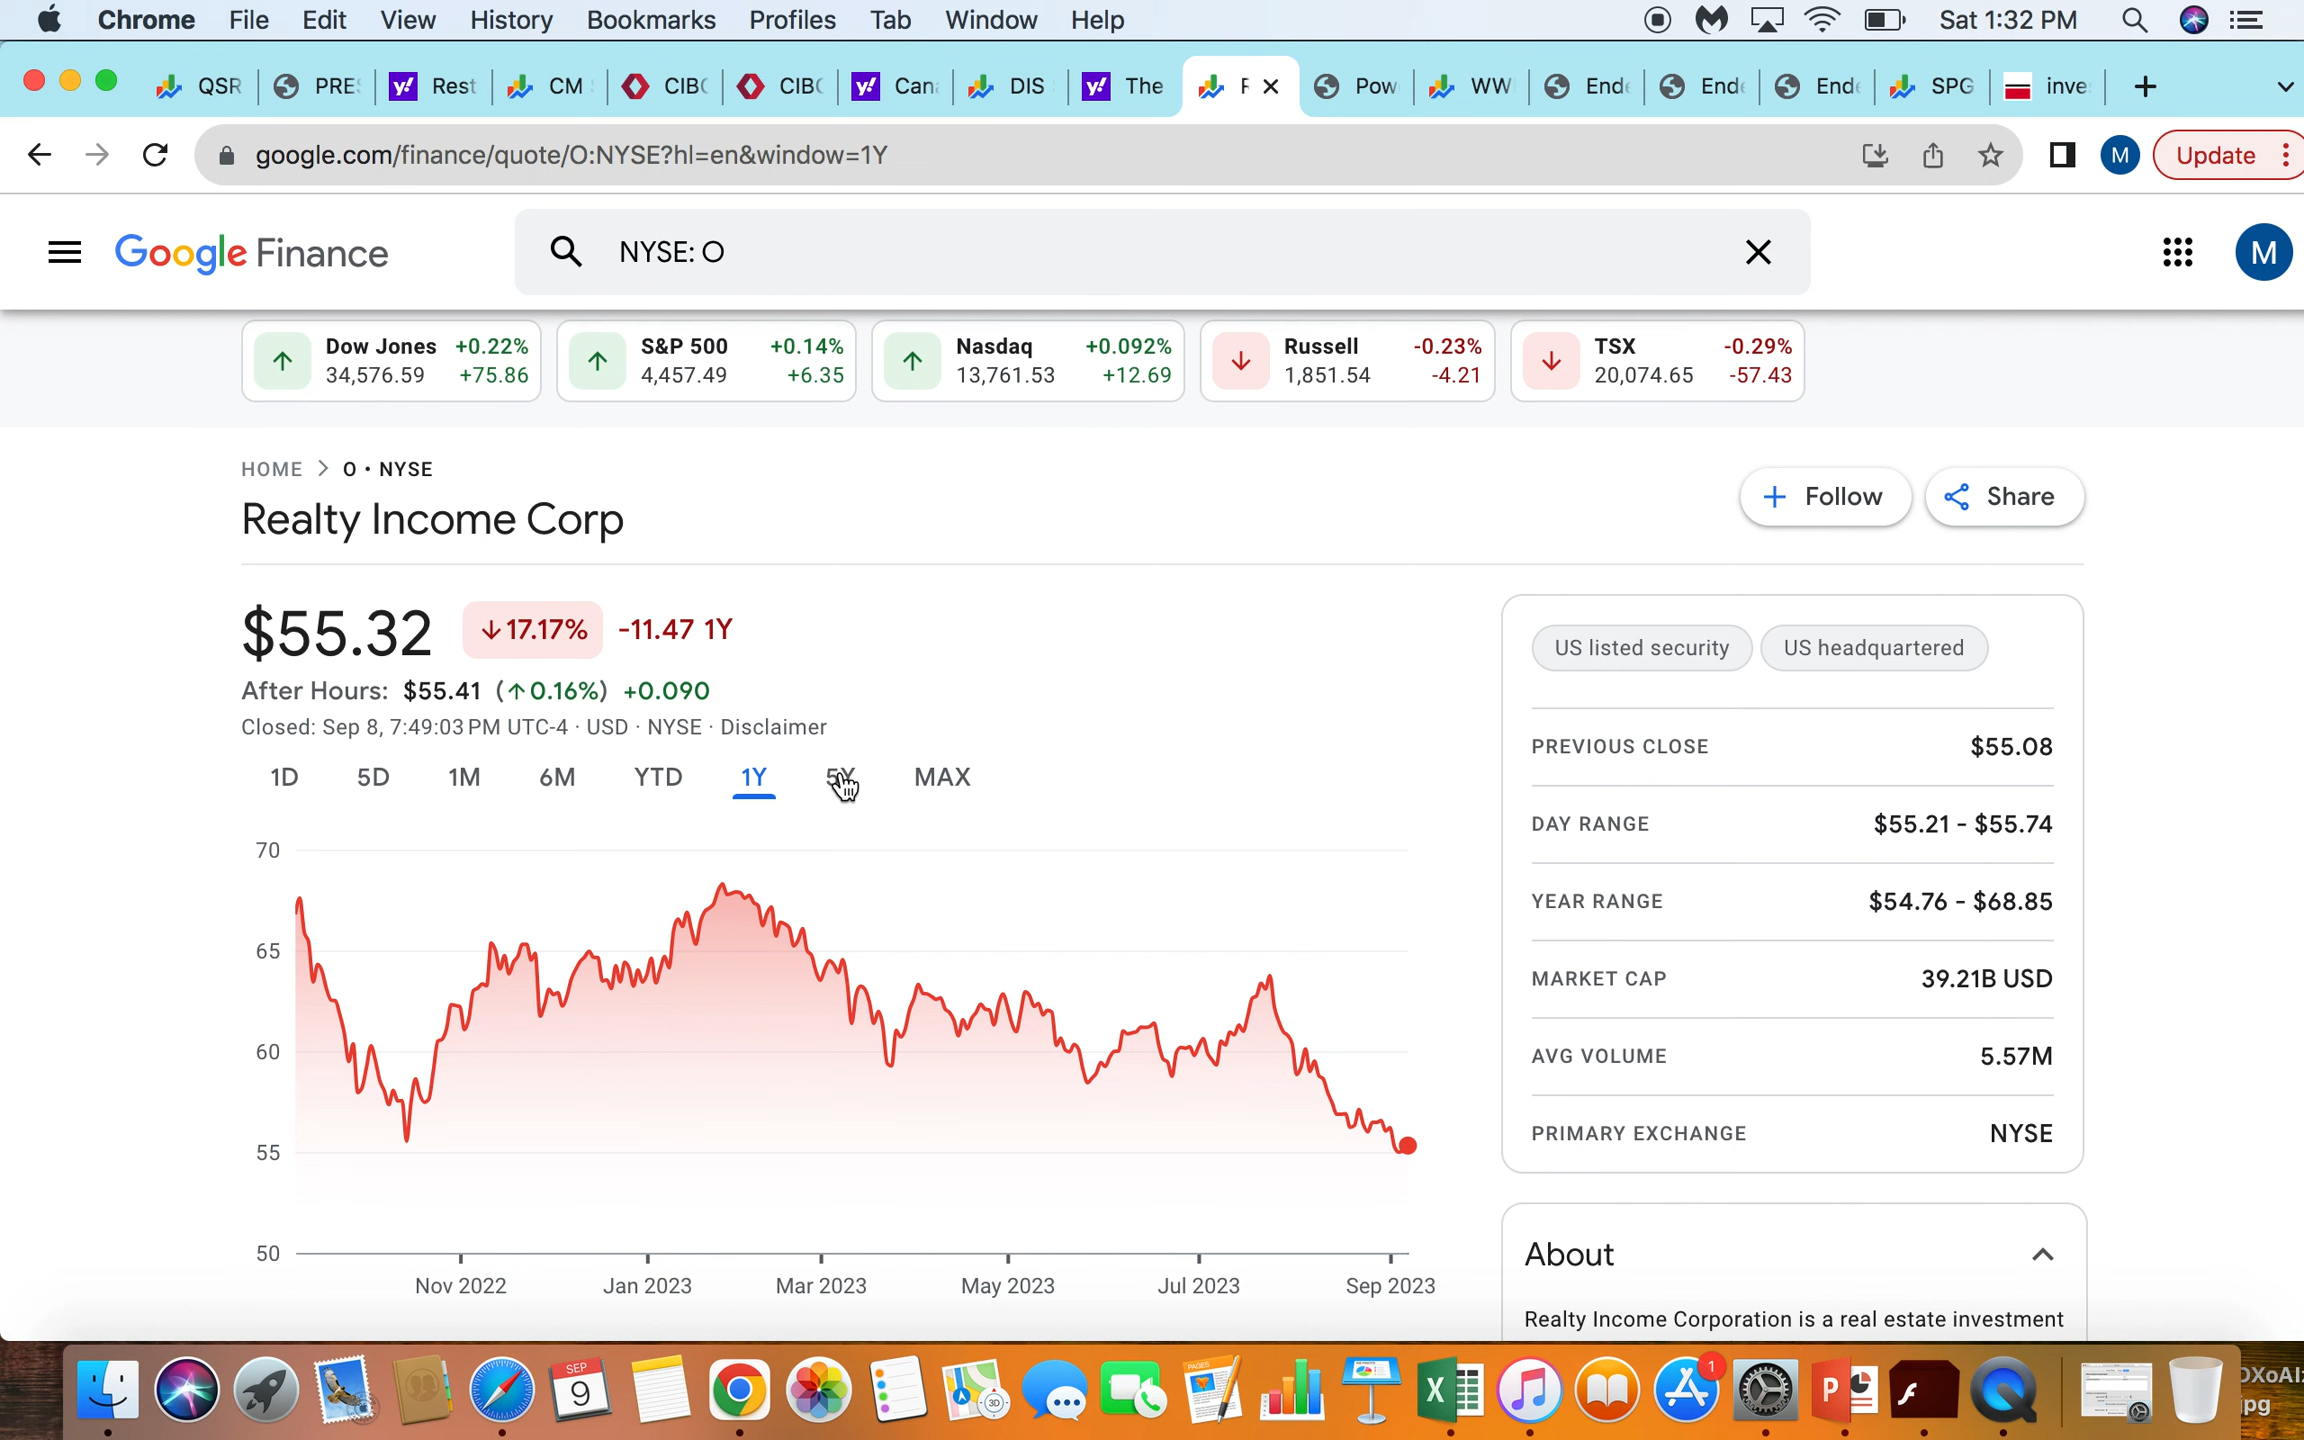 Chrome File Edit View History Bookmarks Profiles Tab Window Help Sat 1:32 PM
QSR PRE Rest CM CIBC CIBC Can DIS The F Pow WW Ende Ende Ende SPG inve
google.com/finance/quote/O:NYSE?hl=en&window=1Y M Update
Google Finance NYSE: O M
Dow Jones +0.22%
34,576.59 +75.86
S&P 500 +0.14%
4,457.49 +6.35
Nasdaq +0.092%
13,761.53 +12.69
Russell -0.23%
1,851.54 -4.21
TSX -0.29%
20,074.65 -57.43
HOME > O • NYSE
Realty Income Corp
+ Follow Share
$55.32 ↓17.17% -11.47 1Y
After Hours: $55.41 (↑0.16%) +0.090
Closed: Sep 8, 7:49:03 PM UTC-4 · USD · NYSE · Disclaimer
1D 5D 1M 6M YTD 1Y 5Y MAX
70
65
60
55
50
Nov 2022 Jan 2023 Mar 2023 May 2023 Jul 2023 Sep 2023
US listed security US headquartered
PREVIOUS CLOSE $55.08
DAY RANGE $55.21 - $55.74
YEAR RANGE $54.76 - $68.85
MARKET CAP 39.21B USD
AVG VOLUME 5.57M
PRIMARY EXCHANGE NYSE
About
Realty Income Corporation is a real estate investment
SEP
9
PAGES
3D
X
1
P